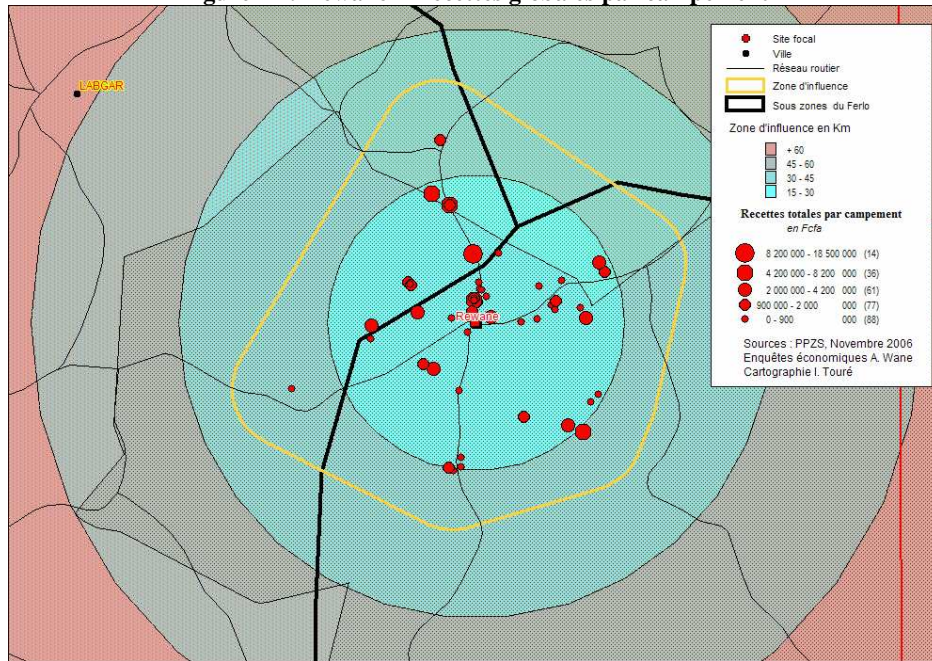 LABGAR
Rewane
Site focal
Ville
Réseau routier
Zone d'influence
Sous zones du Ferlo
Zone d'influence en Km
+ 60
45 - 60
30 - 45
15 - 30
Recettes totales par campement
en Fcfa
8 200 000 - 18 500 000 (14)
4 200 000 - 8 200 000 (36)
2 000 000 - 4 200 000 (61)
900 000 - 2 000 (77)
0 - 900 000 (88)
Sources : PPZS, Novembre 2006
Enquêtes économiques A. Wane
Cartographie I. Touré